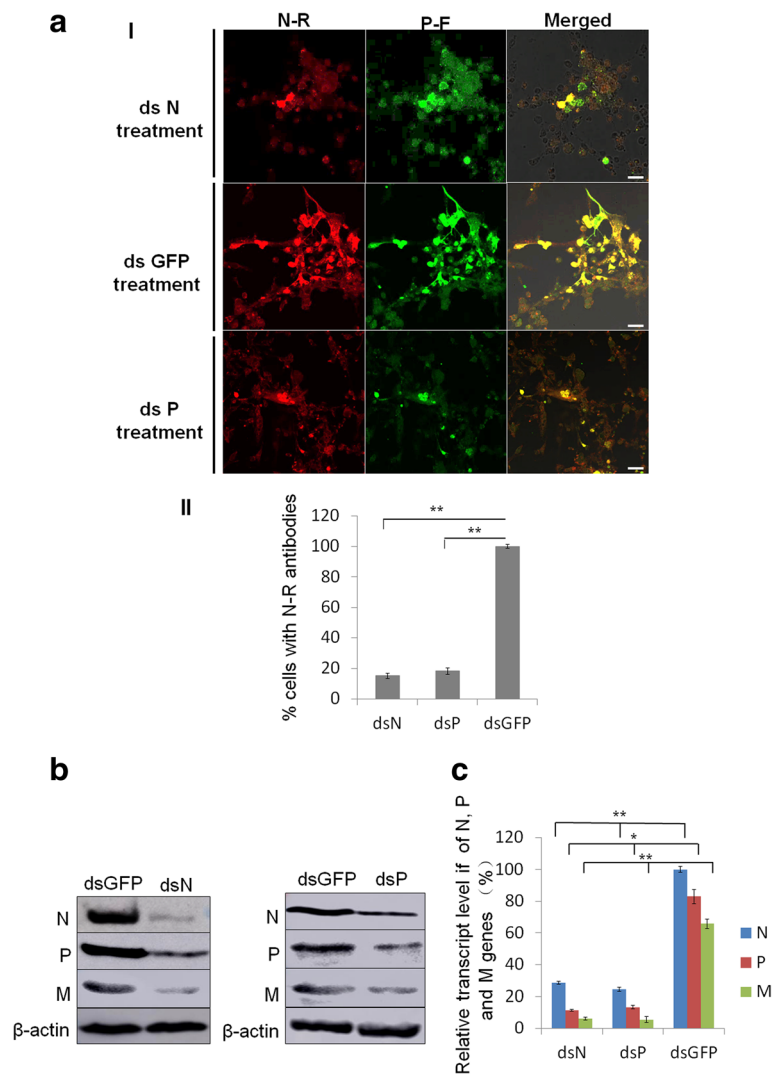 a
I
N-R
P-F
Merged
ds N
treatment
ds GFP
treatment
ds P
treatment
II
% cells with N-R antibodies
120
100
80
60
40
20
0
**
**
dsN
dsP
dsGFP
b
dsGFP
dsN
N
P
M
β-actin
dsGFP
dsP
N
P
M
β-actin
c
Relative transcript level if of N, P
and M genes (%)
120
100
80
60
40
20
0
**
*
**
dsN
dsP
dsGFP
N
P
M